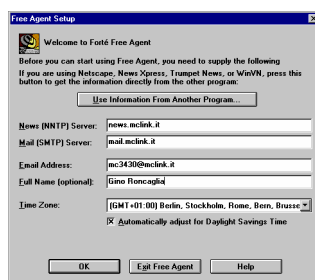 Free Agent Setup
Welcome to Forté Free Agent
Before you can start using Free Agent, you need to supply the following
If you are using Netscape, News Xpress, Trumpet News, or WinVN, press this
button to get the information directly from the other program:
Use Information From Another Program...
News (NNTP) Server: news.mclink.it
Mail (SMTP) Server: mail.mclink.it
Email Address: mc3430@mclink.it
Full Name (optional): Gino Roncaglia
Time Zone: (GMT+01:00) Berlin, Stockholm, Rome, Bern, Brusse
Automatically adjust for Daylight Savings Time
OK Exit Free Agent Help